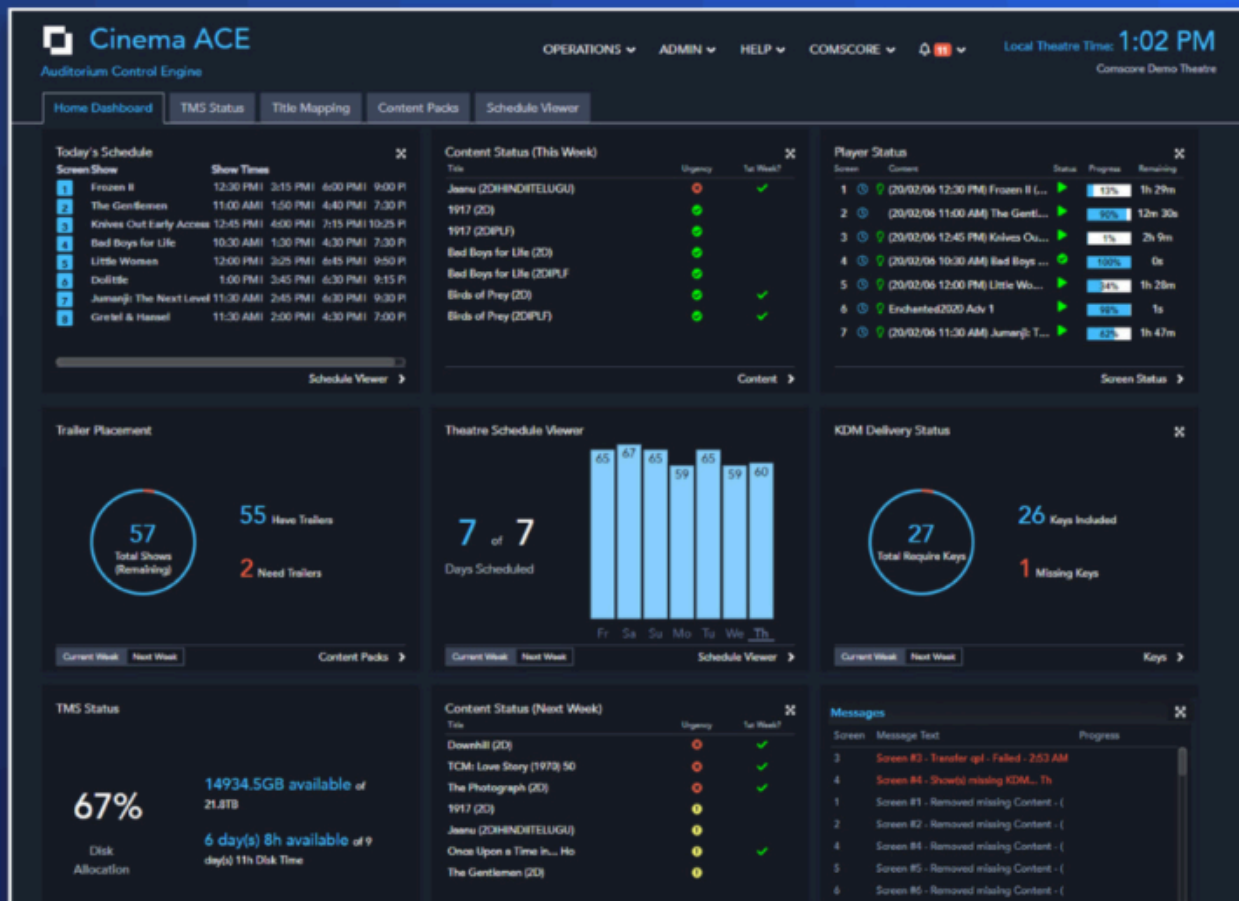 Cinema ACE
Auditorium Control Engine
OPERATIONS ADMIN HELP COMSCORE 11
Local Theatre Time: 1:02 PM
Comscore Demo Theatre
Home Dashboard TMS Status Title Mapping Content Packs Schedule Viewer
Today's Schedule
Screen Show Show Times
1 Frozen II 12:30 PM| 3:15 PM| 6:00 PM| 9:00 P
2 The Gentlemen 11:00 AM| 1:50 PM| 4:40 PM| 7:30 P
3 Knives Out Early Access 12:45 PM| 4:00 PM| 7:15 PM|10:25 P
4 Bad Boys for Life 10:30 AM| 1:30 PM| 4:30 PM| 7:30 P
5 Little Women 12:00 PM| 3:25 PM| 6:45 PM| 9:50 P
6 Dolittle 1:00 PM| 3:45 PM| 6:30 PM| 9:15 P
7 Jumanji: The Next Level 11:30 AM| 2:45 PM| 6:30 PM| 9:30 P
8 Gretel & Hansel 11:30 AM| 2:00 PM| 4:30 PM| 7:00 P
Schedule Viewer
Content Status (This Week)
Title Urgency 1st Week?
Jaanu (2D|HINDI|TELUGU)
1917 (2D)
1917 (2D|PLF)
Bad Boys for Life (2D)
Bad Boys for Life (2D|PLF
Birds of Prey (2D)
Birds of Prey (2D|PLF)
Content
Player Status
Screen Content Status Progress Remaining
1 (20/02/06 12:30 PM) Frozen II (... 13% 1h 29m
2 (20/02/06 11:00 AM) The Gentl... 90% 12m 30s
3 (20/02/06 12:45 PM) Knives Ou... 1% 2h 9m
4 (20/02/06 10:30 AM) Bad Boys ... 100% 0s
5 (20/02/06 12:00 PM) Little Wo... 34% 1h 28m
6 Enchanted2020 Adv 1 98% 1s
7 (20/02/06 11:30 AM) Jumanji: T... 62% 1h 47m
Screen Status
Trailer Placement
57
Total Shows
(Remaining)
55 Have Trailers
2 Need Trailers
Current Week Next Week
Content Packs
Theatre Schedule Viewer
7 of 7
Days Scheduled
65 67 65 59 65 59 60
Fr Sa Su Mo Tu We Th
Current Week Next Week
Schedule Viewer
KDM Delivery Status
27
Total Require Keys
26 Keys Included
1 Missing Keys
Current Week Next Week
Keys
TMS Status
67%
Disk
Allocation
14934.5GB available of
21.8TB
6 day(s) 8h available of 9
day(s) 11h Disk Time
Content Status (Next Week)
Title Urgency 1st Week?
Downhill (2D)
TCM: Love Story (1970) 50
The Photograph (2D)
1917 (2D)
Jaanu (2D|HINDI|TELUGU)
Once Upon a Time in... Ho
The Gentlemen (2D)
Messages
Screen Message Text Progress
3 Screen #3 - Transfer cpl - Failed - 2:53 AM
4 Screen #4 - Show(s) missing KDM... Th
1 Screen #1 - Removed missing Content - (
2 Screen #2 - Removed missing Content - (
4 Screen #4 - Removed missing Content - (
5 Screen #5 - Removed missing Content - (
6 Screen #6 - Removed missing Content - (